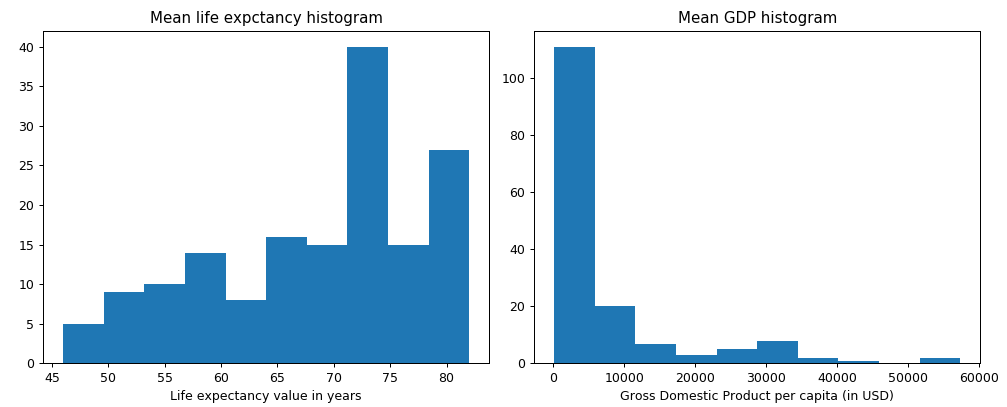 Mean life expctancy histogram
40
35
30
25
20
15
10
5
0
45 50 55 60 65 70 75 80
Life expectancy value in years
Mean GDP histogram
100
80
60
40
20
0
0 10000 20000 30000 40000 50000 60000
Gross Domestic Product per capita (in USD)